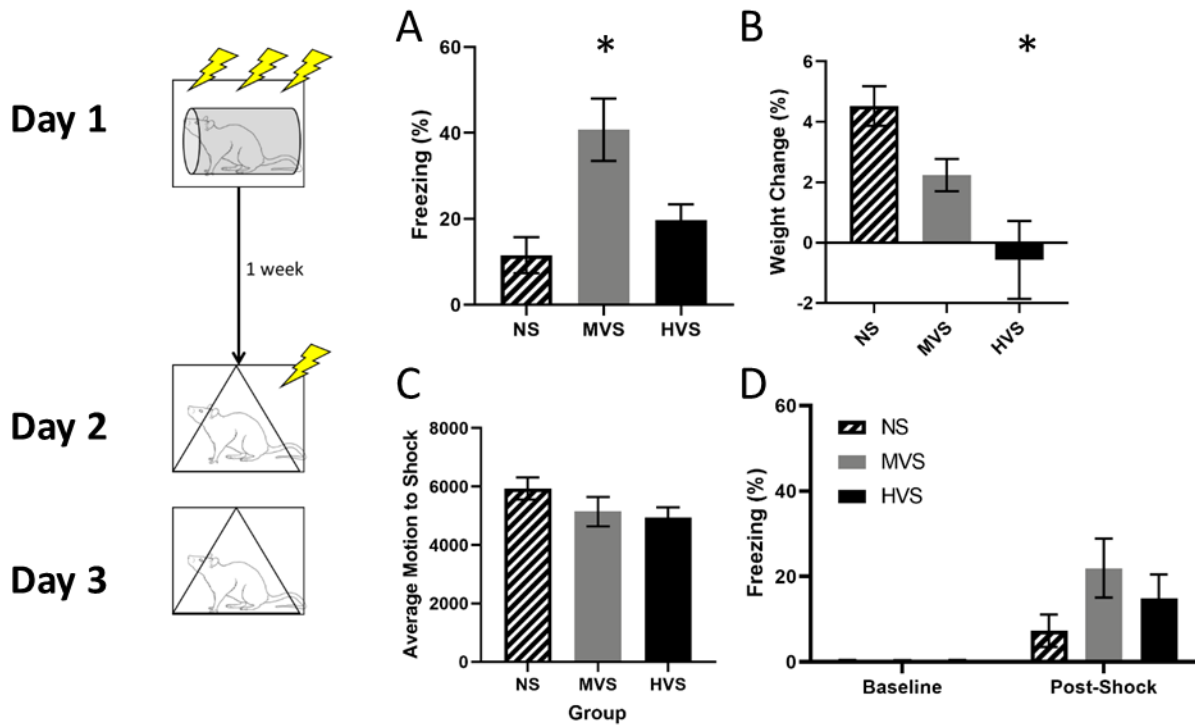 Day 1
1 week
Day 2
Day 3
A
*
Freezing (%)
60
40
20
0
NS MVS HVS
B
*
Weight Change (%)
6
4
2
0
-2
NS MVS HVS
C
Average Motion to Shock
8000
6000
4000
2000
0
NS MVS HVS
Group
D
Freezing (%)
60
40
20
0
NS
MVS
HVS
Baseline Post-Shock